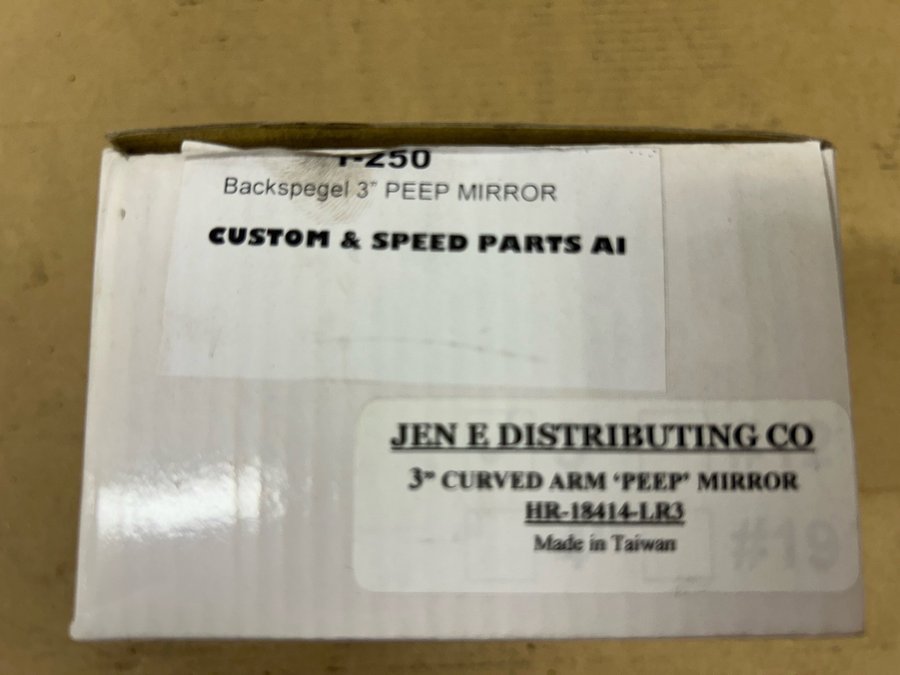 -250
Backspegel 3" PEEP MIRROR
CUSTOM & SPEED PARTS AI
JEN E DISTRIBUTING CO
3" CURVED ARM 'PEEP' MIRROR
HR-18414-LR3
Made in Taiwan
#19